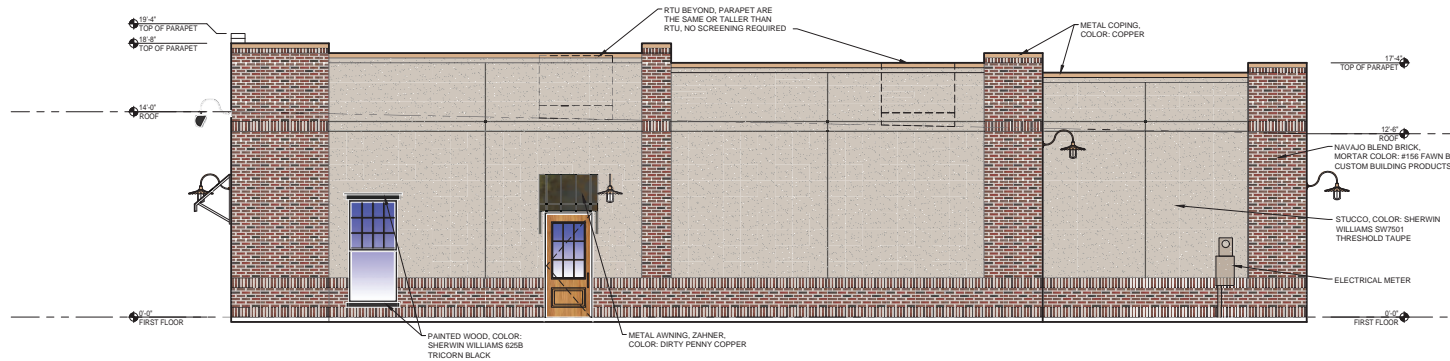 19'-4"
TOP OF PARAPET
18'-8"
TOP OF PARAPET
RTU BEYOND, PARAPET ARE
THE SAME OR TALLER THAN
RTU, NO SCREENING REQUIRED
METAL COPING,
COLOR: COPPER
17'-4"
TOP OF PARAPET
14'-0"
ROOF
12'-6"
ROOF
NAVAJO BLEND BRICK,
MORTAR COLOR: #156 FAWN B
CUSTOM BUILDING PRODUCTS
STUCCO, COLOR: SHERWIN
WILLIAMS SW7501
THRESHOLD TAUPE
ELECTRICAL METER
0'-0"
FIRST FLOOR
0'-0"
FIRST FLOOR
PAINTED WOOD, COLOR:
SHERWIN WILLIAMS 625B
TRICORN BLACK
METAL AWNING, ZAHNER,
COLOR: DIRTY PENNY COPPER